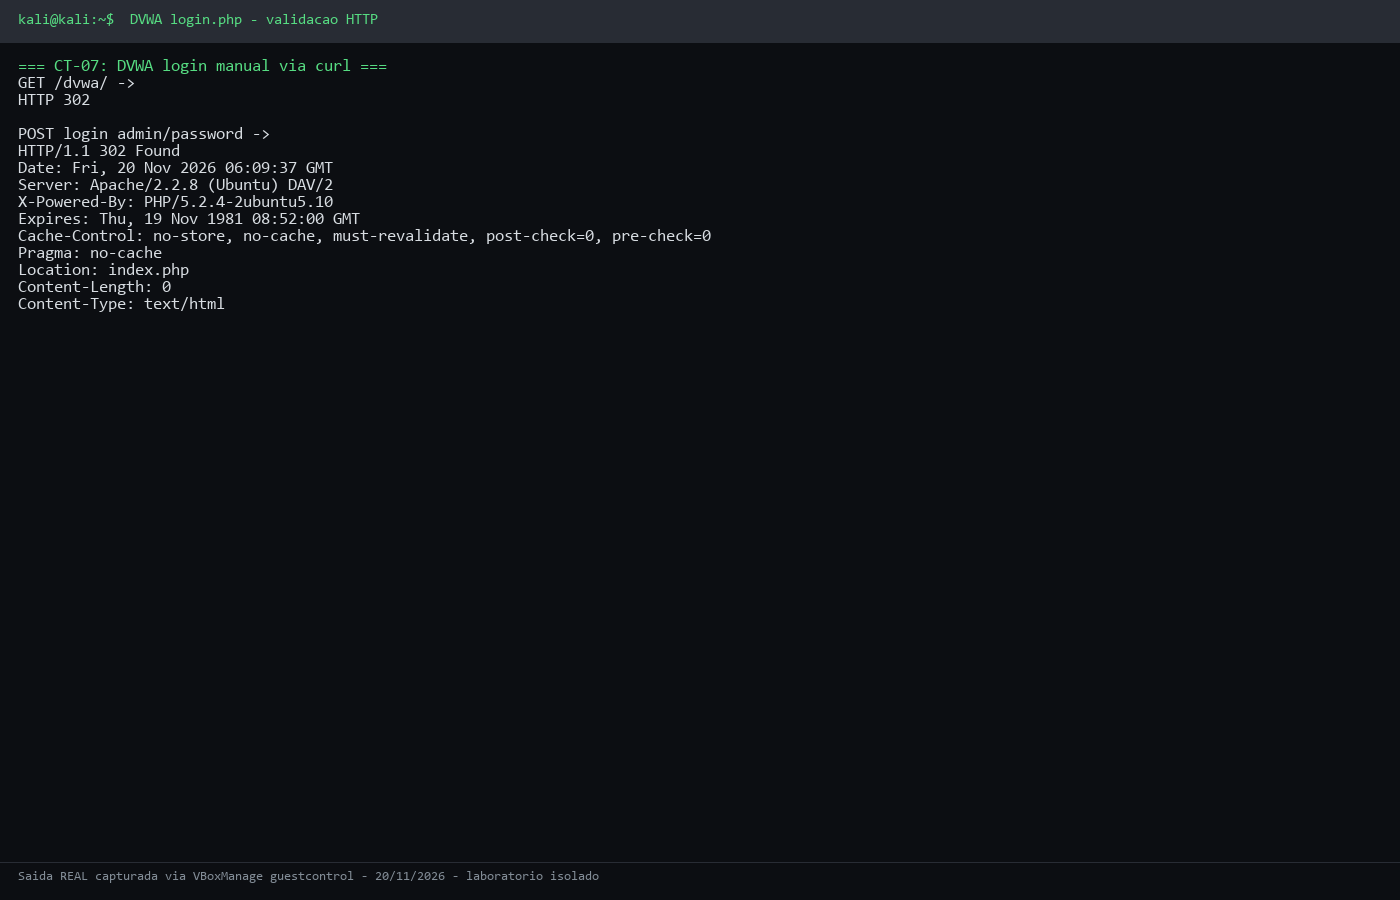 kali@kali:~$  DVWA login.php - validacao HTTP
=== CT-07: DVWA login manual via curl ===
GET /dvwa/ ->
HTTP 302
POST login admin/password ->
HTTP/1.1 302 Found
Date: Fri, 20 Nov 2026 06:09:37 GMT
Server: Apache/2.2.8 (Ubuntu) DAV/2
X-Powered-By: PHP/5.2.4-2ubuntu5.10
Expires: Thu, 19 Nov 1981 08:52:00 GMT
Cache-Control: no-store, no-cache, must-revalidate, post-check=0, pre-check=0
Pragma: no-cache
Location: index.php
Content-Length: 0
Content-Type: text/html
Saida REAL capturada via VBoxManage guestcontrol - 20/11/2026 - laboratorio isolado